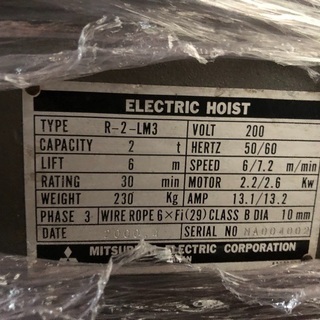 ELECTRIC HOIST
TYPE R-2-LM3 VOLT 200
CAPACITY 2 t HERTZ 50/60
LIFT 6 m SPEED 6/7.2 m/min
RATING 30 min MOTOR 2.2/2.6 Kw
WEIGHT 230 Kg AMP 13.1/13.2
PHASE 3 WIRE ROPE 6×Fi(29) CLASS B DIA 10 mm
DATE SERIAL NO
MITSUBISHI ELECTRIC CORPORATION